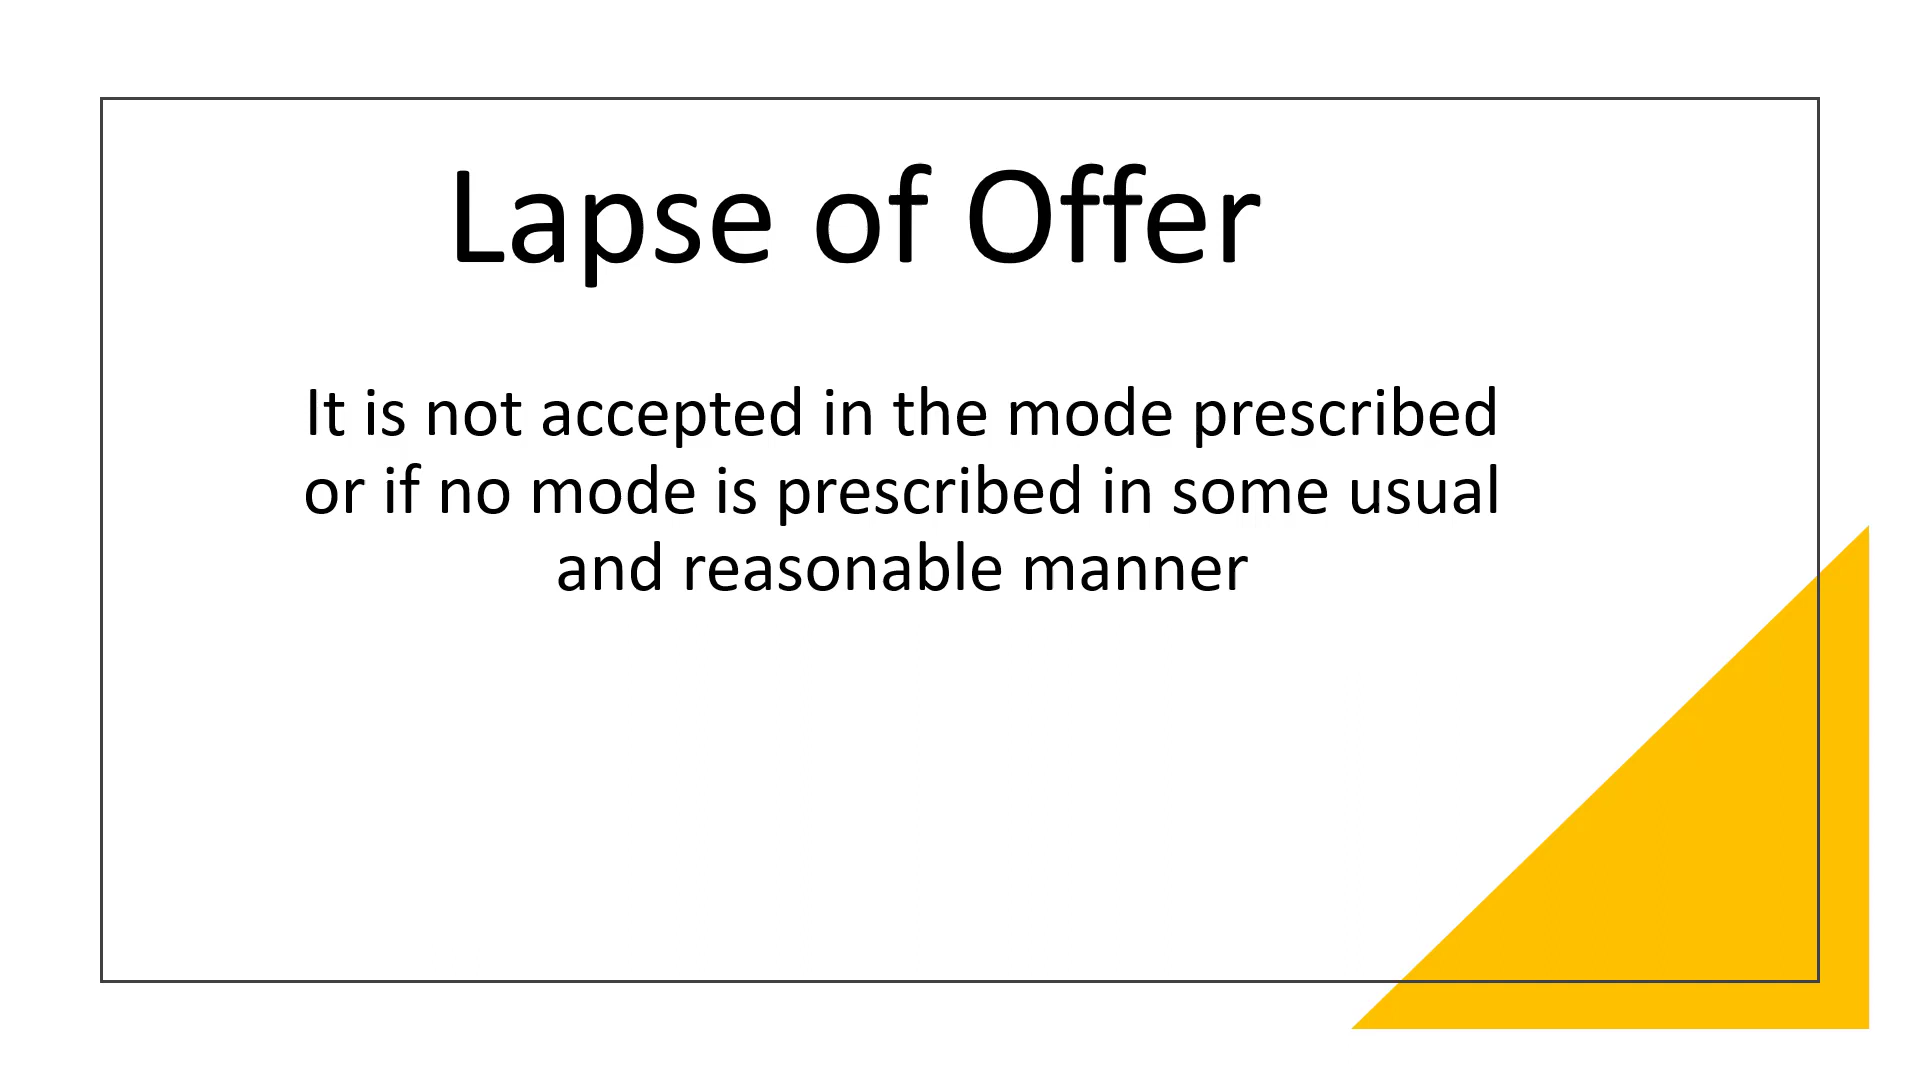 Lapse of Offer
It is not accepted in the mode prescribed
or if no mode is prescribed in some usual
and reasonable manner